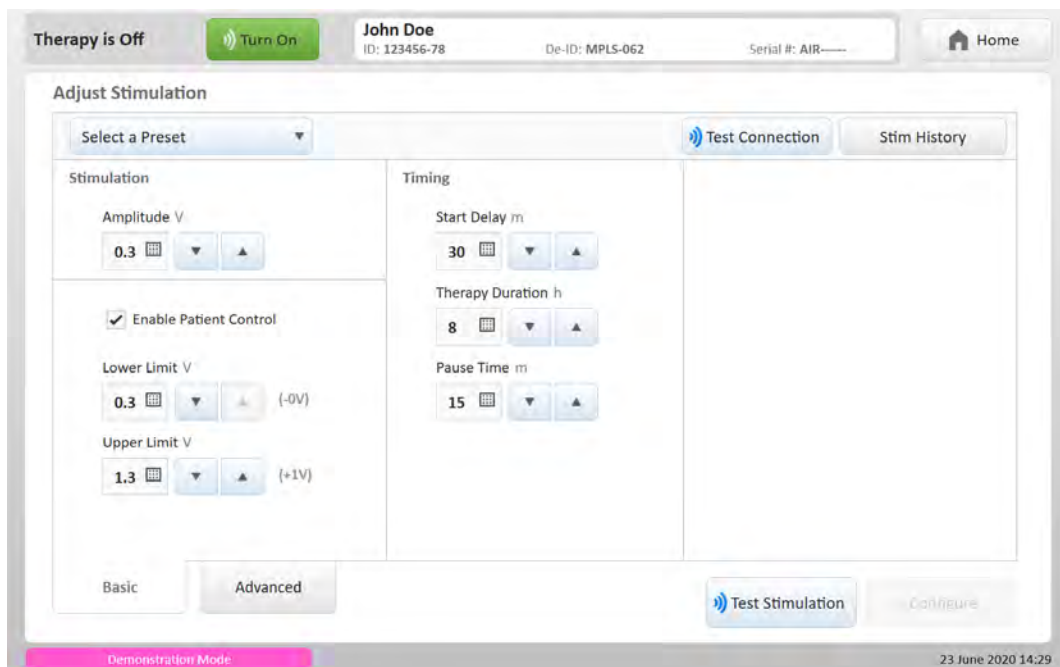 Therapy is Off
Turn On
John Doe
ID: 123456-78 De-ID: MPLS-062 Serial #: AIR------
Home
Adjust Stimulation
Select a Preset
Test Connection
Stim History
Stimulation
Amplitude V
0.3
Enable Patient Control
Lower Limit V
0.3 (-0V)
Upper Limit V
1.3 (+1V)
Timing
Start Delay m
30
Therapy Duration h
8
Pause Time m
15
Basic
Advanced
Test Stimulation
Configure
Demonstration Mode
23 June 2020 14:29